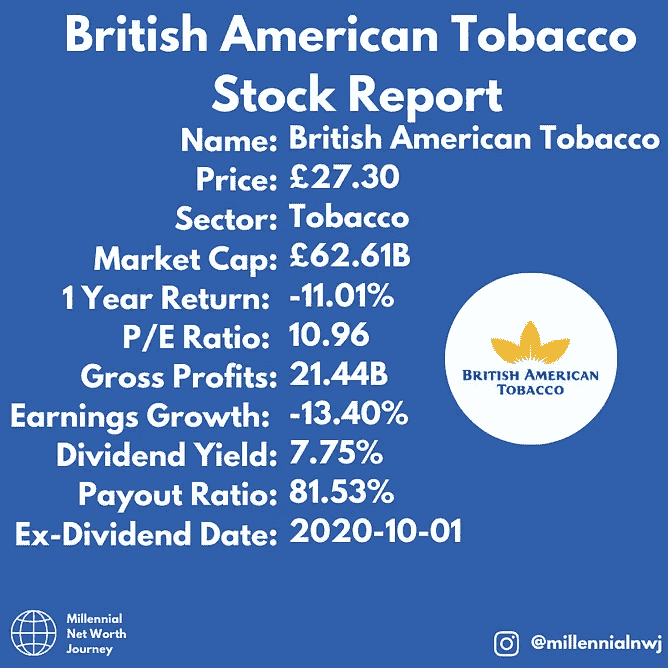 British American Tobacco
Stock Report
Name: British American Tobacco
Price: £27.30
Sector: Tobacco
Market Cap: £62.61B
1 Year Return: -11.01%
P/E Ratio: 10.96
Gross Profits: 21.44B
Earnings Growth: -13.40%
Dividend Yield: 7.75%
Payout Ratio: 81.53%
Ex-Dividend Date: 2020-10-01
BRITISH AMERICAN
TOBACCO
Millennial
Net Worth
Journey
@millennialnwj